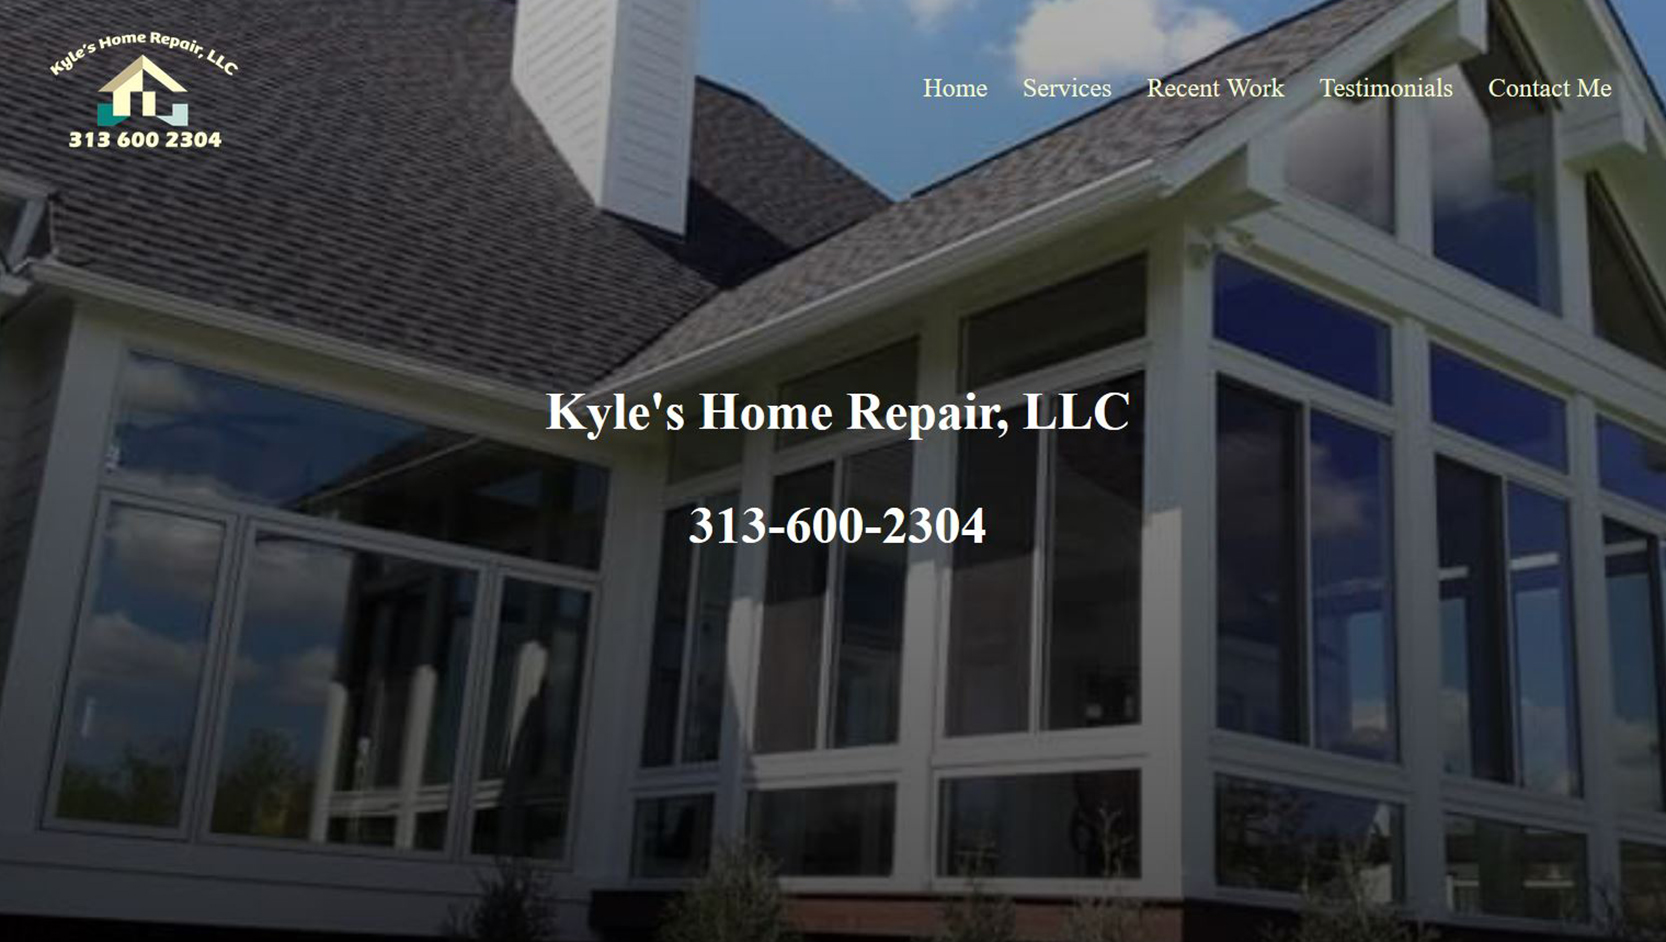 Kyle's Home Repair, LLC
313 600 2304
Home Services Recent Work Testimonials Contact Me
Kyle's Home Repair, LLC
313-600-2304